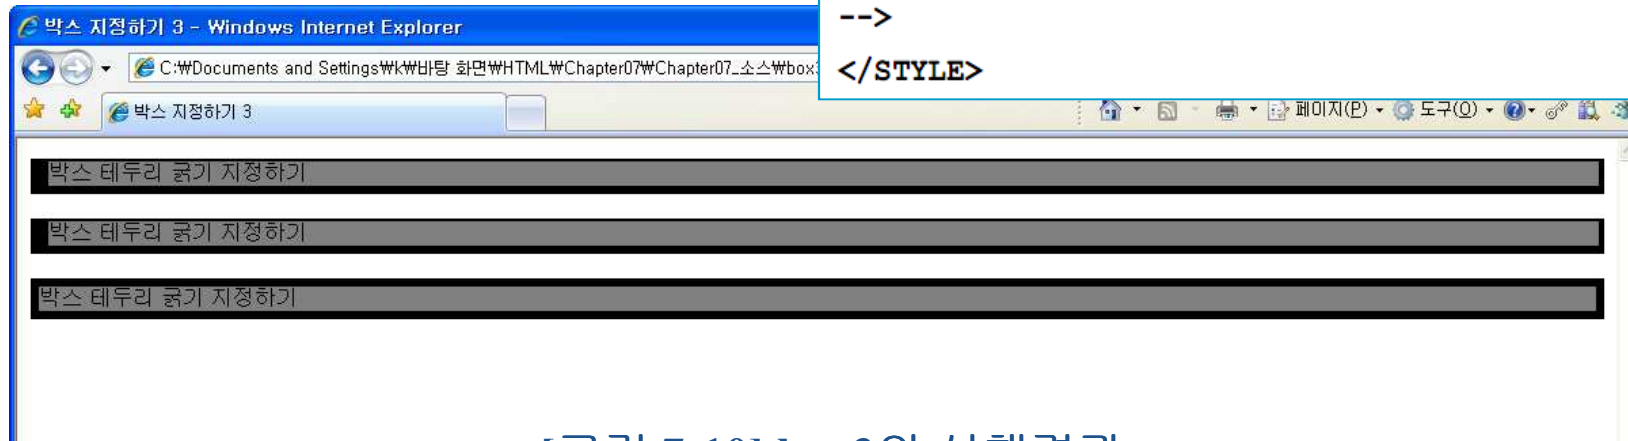 박스 지정하기 3 - Windows Internet Explorer
-->
C:₩Documents and Settings₩k₩바탕 화면₩HTML₩Chapter07₩Chapter07_소스₩box3
</STYLE>
박스 지정하기 3
페이지(P) 도구(O)
박스 테두리 굵기 지정하기
박스 테두리 굵기 지정하기
박스 테두리 굵기 지정하기